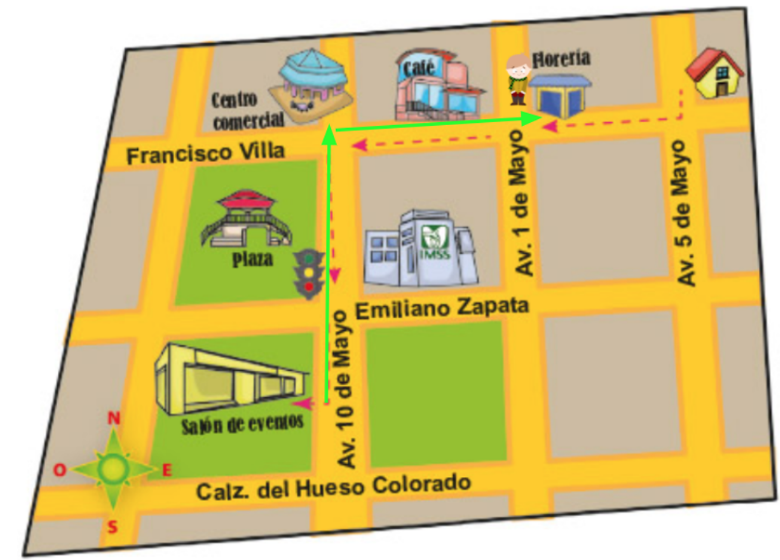 Café
Florería
Centro
comercial
Francisco Villa
Av. 1 de Mayo
Av. 5 de Mayo
Plaza
IMSS
Emiliano Zapata
Av. 10 de Mayo
Salón de eventos
N
O
E
S
Calz. del Hueso Colorado